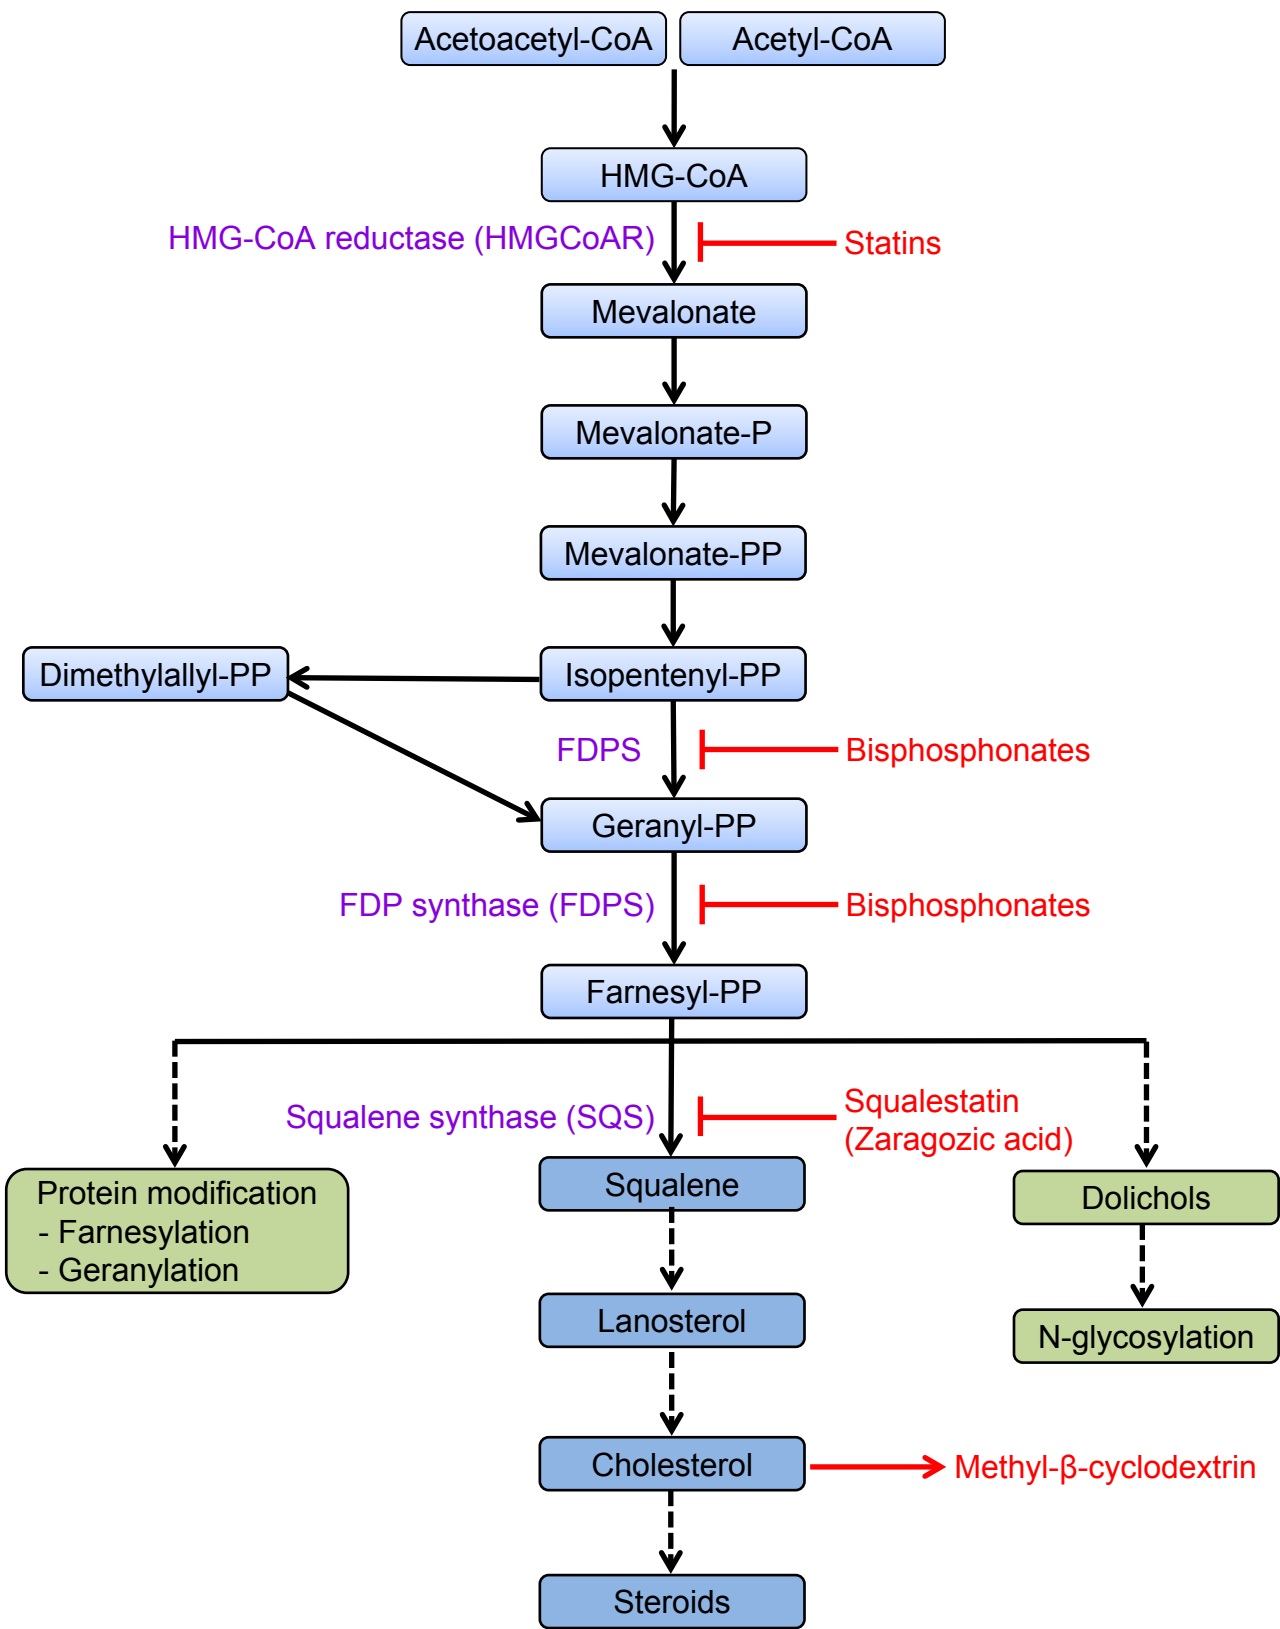 Acetoacetyl-CoA
Acetyl-CoA
HMG-CoA
HMG-CoA reductase (HMGCoAR)
Statins
Mevalonate
Mevalonate-P
Mevalonate-PP
Dimethylallyl-PP
Isopentenyl-PP
FDPS
Bisphosphonates
Geranyl-PP
FDP synthase (FDPS)
Bisphosphonates
Farnesyl-PP
Squalene synthase (SQS)
Squalestatin
(Zaragozic acid)
Protein modification
- Farnesylation
- Geranylation
Squalene
Dolichols
Lanosterol
N-glycosylation
Cholesterol
Methyl-β-cyclodextrin
Steroids